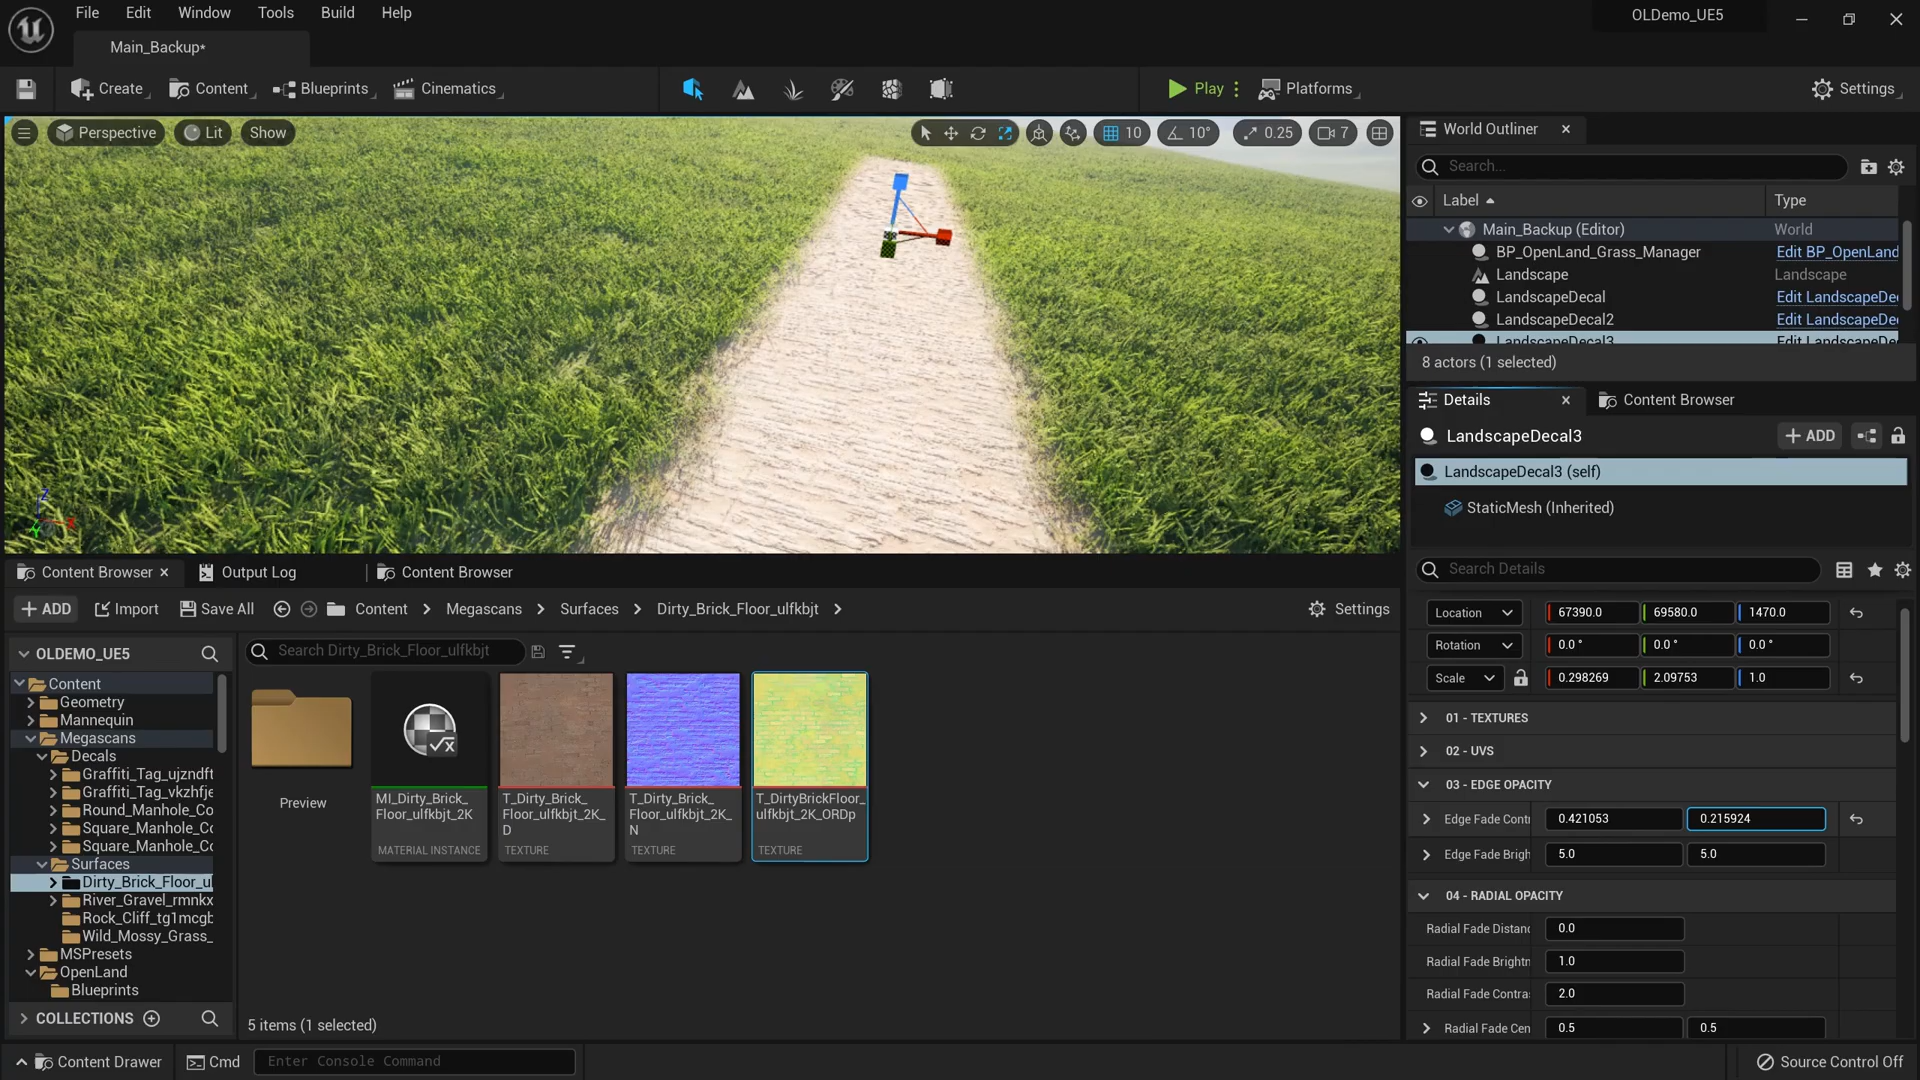 File Edit Window Tools Build Help
OLDemo_UE5
Main_Backup*
Create Content Blueprints Cinematics Play Platforms Settings
Perspective Lit Show 10 10° 0.25 7
World Outliner
Search...
Label Type
Main_Backup (Editor) World
BP_OpenLand_Grass_Manager Edit BP_OpenLand
Landscape Landscape
LandscapeDecal Edit LandscapeDe
LandscapeDecal2 Edit LandscapeDe
LandscapeDecal3 Edit LandscapeDe
8 actors (1 selected)
Details Content Browser
LandscapeDecal3 ADD
LandscapeDecal3 (self)
StaticMesh (Inherited)
Search Details
Location 67390.0 69580.0 1470.0
Rotation 0.0 ° 0.0 ° 0.0 °
Scale 0.298269 2.09753 1.0
01 - TEXTURES
02 - UVS
03 - EDGE OPACITY
Edge Fade Contr 0.421053 0.215924
Edge Fade Brigh 5.0 5.0
04 - RADIAL OPACITY
Radial Fade Distanc 0.0
Radial Fade Brightn 1.0
Radial Fade Contra 2.0
Radial Fade Cen 0.5 0.5
Content Browser Output Log Content Browser
ADD Import Save All Content Megascans Surfaces Dirty_Brick_Floor_ulfkbjt Settings
OLDEMO_UE5
Search Dirty_Brick_Floor_ulfkbjt
Content
Geometry
Mannequin
Megascans
Decals
Graffiti_Tag_ujzndft
Graffiti_Tag_vkzhfje
Round_Manhole_Co
Square_Manhole_Co
Square_Manhole_Co
Surfaces
Dirty_Brick_Floor_ul
River_Gravel_rmnkx
Rock_Cliff_tg1mcgb
Wild_Mossy_Grass_
MSPresets
OpenLand
Blueprints
COLLECTIONS
Preview
MI_Dirty_Brick_
Floor_ulfkbjt_2K
MATERIAL INSTANCE
T_Dirty_Brick_
Floor_ulfkbjt_2K_
D
TEXTURE
T_Dirty_Brick_
Floor_ulfkbjt_2K_
N
TEXTURE
T_DirtyBrickFloor_
ulfkbjt_2K_ORDp
TEXTURE
5 items (1 selected)
Content Drawer Cmd Enter Console Command Source Control Off